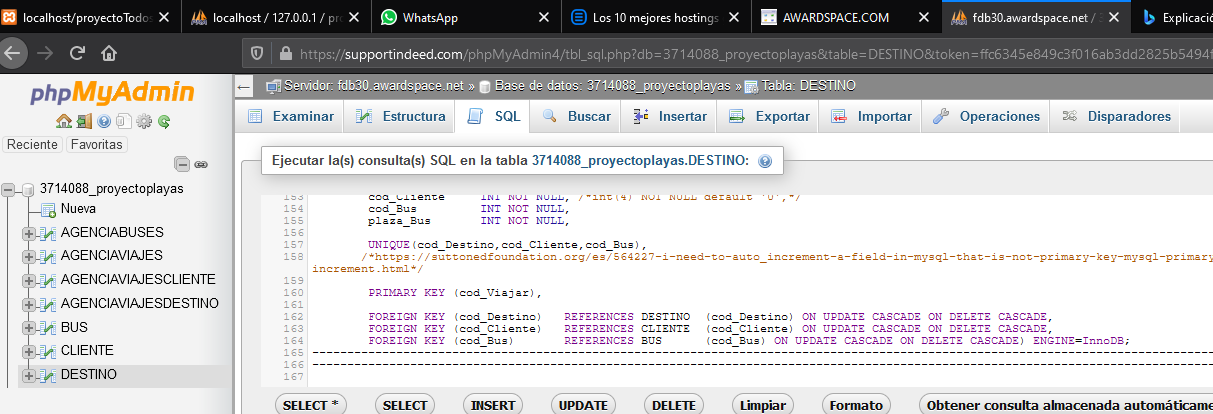 localhost/proyectoTodos
localhost / 127.0.0.1 / pro
WhatsApp
Los 10 mejores hostings
AWARDSPACE.COM
fdb30.awardspace.net /
Explicació
https://supportindeed.com/phpMyAdmin4/tbl_sql.php?db=3714088_proyectoplayas&table=DESTINO&token=ffc6345e849c3f016ab3dd2825b5494f
phpMyAdmin
Reciente Favoritas
3714088_proyectoplayas
Nueva
AGENCIABUSES
AGENCIAVIAJES
AGENCIAVIAJESCLIENTE
AGENCIAVIAJESDESTINO
BUS
CLIENTE
DESTINO
Servidor: fdb30.awardspace.net » Base de datos: 3714088_proyectoplayas » Tabla: DESTINO
Examinar Estructura SQL Buscar Insertar Exportar Importar Operaciones Disparadores
Ejecutar la(s) consulta(s) SQL en la tabla 3714088_proyectoplayas.DESTINO:
153 cod_Cliente INT NOT NULL, /*int(4) NOT NULL default '0',*/
154 cod_Bus INT NOT NULL,
155 plaza_Bus INT NOT NULL,
156
157 UNIQUE(cod_Destino,cod_Cliente,cod_Bus),
158 /*https://suttonedfoundation.org/es/564227-i-need-to-auto_increment-a-field-in-mysql-that-is-not-primary-key-mysql-primary
increment.html*/
159
160 PRIMARY KEY (cod_Viajar),
161
162 FOREIGN KEY (cod_Destino) REFERENCES DESTINO (cod_Destino) ON UPDATE CASCADE ON DELETE CASCADE,
163 FOREIGN KEY (cod_Cliente) REFERENCES CLIENTE (cod_Cliente) ON UPDATE CASCADE ON DELETE CASCADE,
164 FOREIGN KEY (cod_Bus) REFERENCES BUS (cod_Bus) ON UPDATE CASCADE ON DELETE CASCADE) ENGINE=InnoDB;
165
166
167
SELECT * SELECT INSERT UPDATE DELETE Limpiar Formato Obtener consulta almacenada automáticame